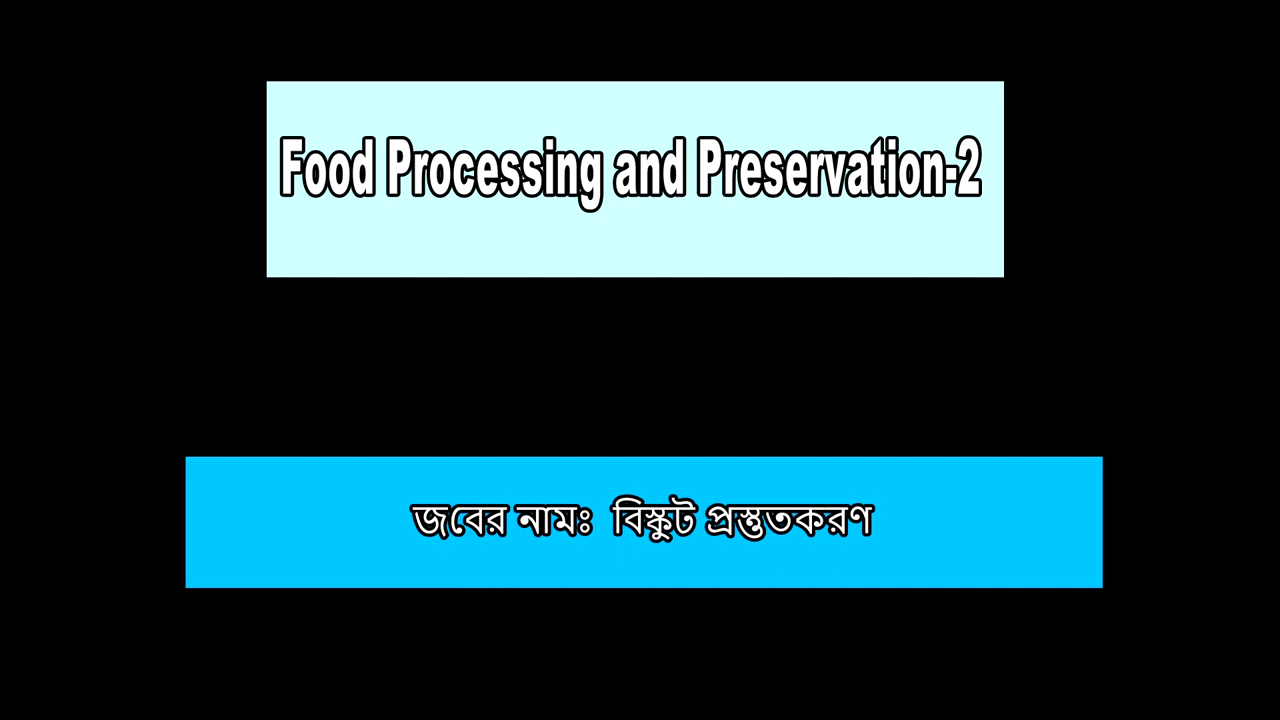 Food Processing and Preservation-2
জবের নামঃ বিস্কুট প্রস্তুতকরণ